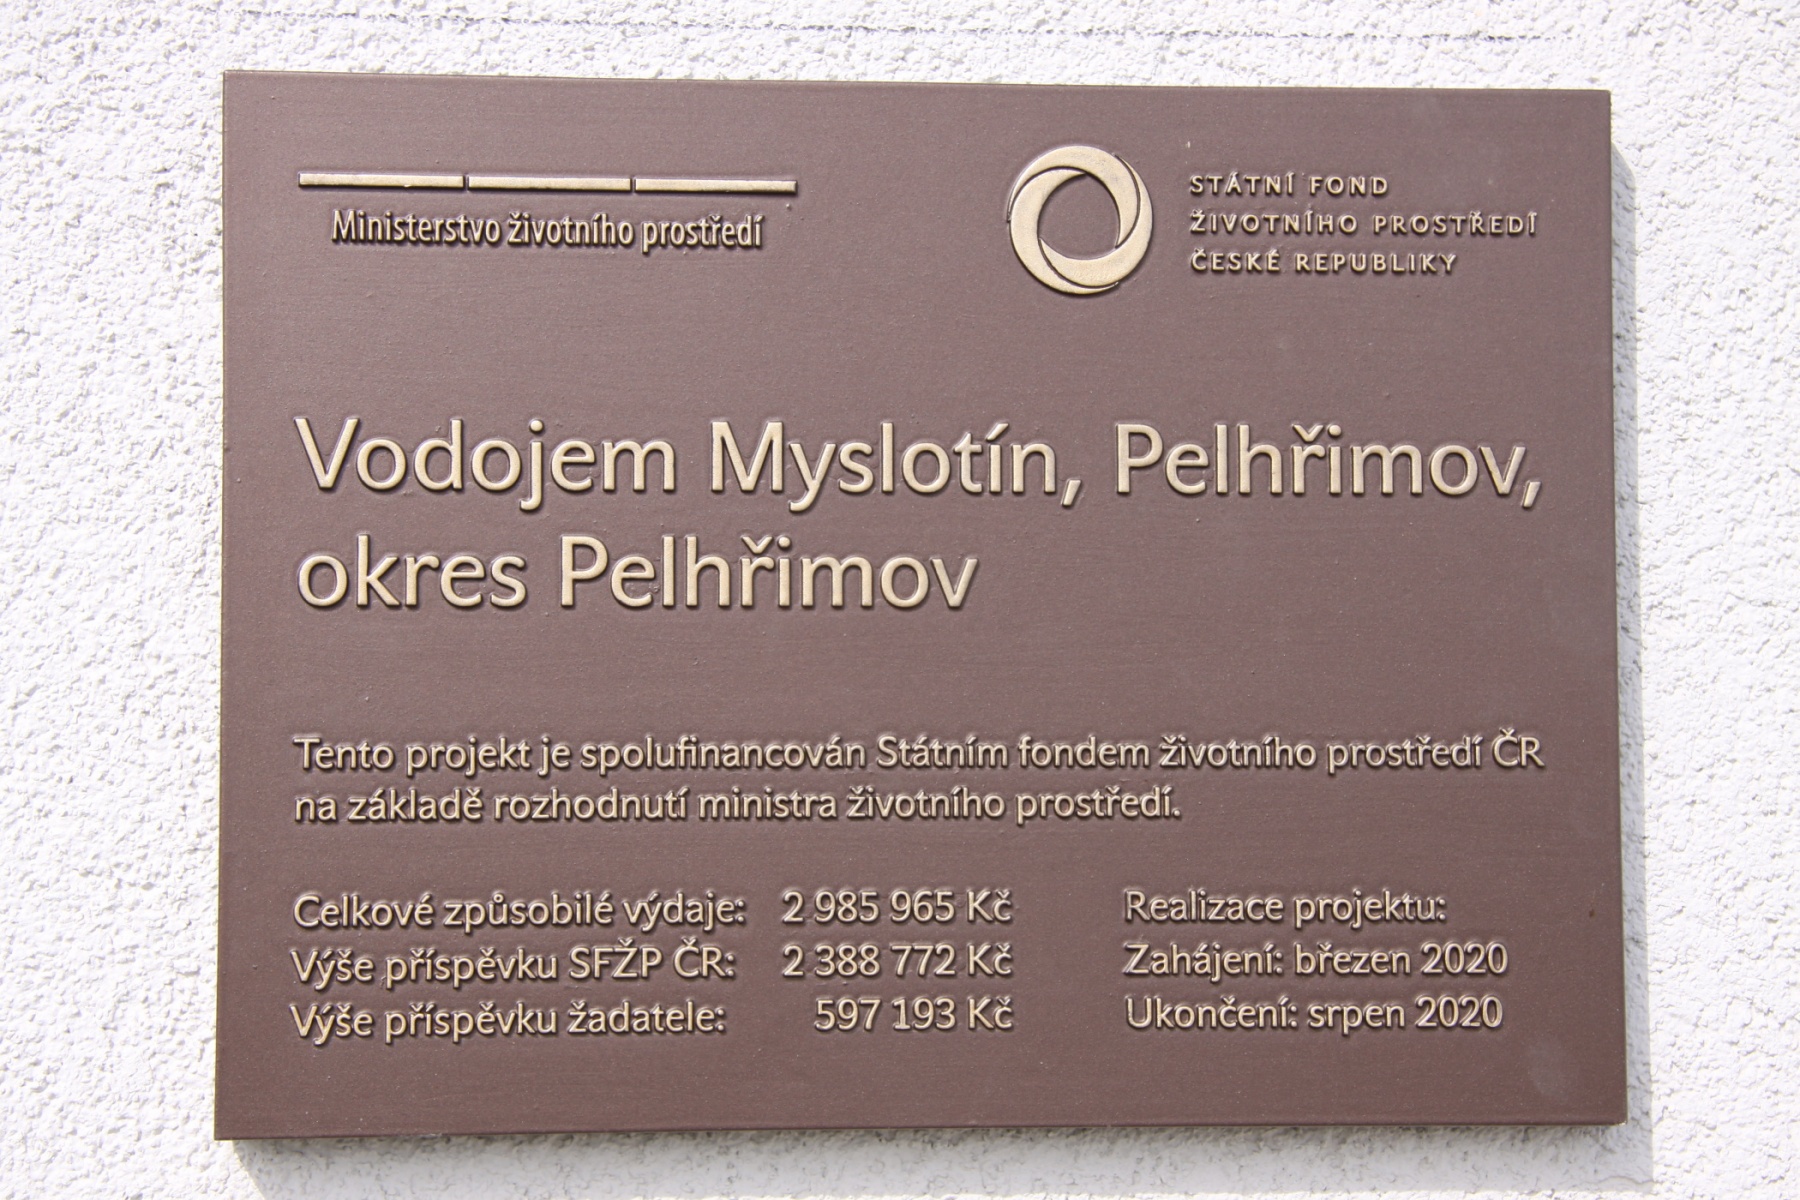 Ministerstvo životního prostředí
STÁTNÍ FOND
ŽIVOTNÍHO PROSTŘEDÍ
ČESKÉ REPUBLIKY
Vodojem Myslotín, Pelhřimov,
okres Pelhřimov
Tento projekt je spolufinancován Státním fondem životního prostředí ČR
na základě rozhodnutí ministra životního prostředí.
Celkové způsobilé výdaje: 2 985 965 Kč
Výše příspěvku SFŽP ČR: 2 388 772 Kč
Výše příspěvku žadatele: 597 193 Kč
Realizace projektu:
Zahájení: březen 2020
Ukončení: srpen 2020